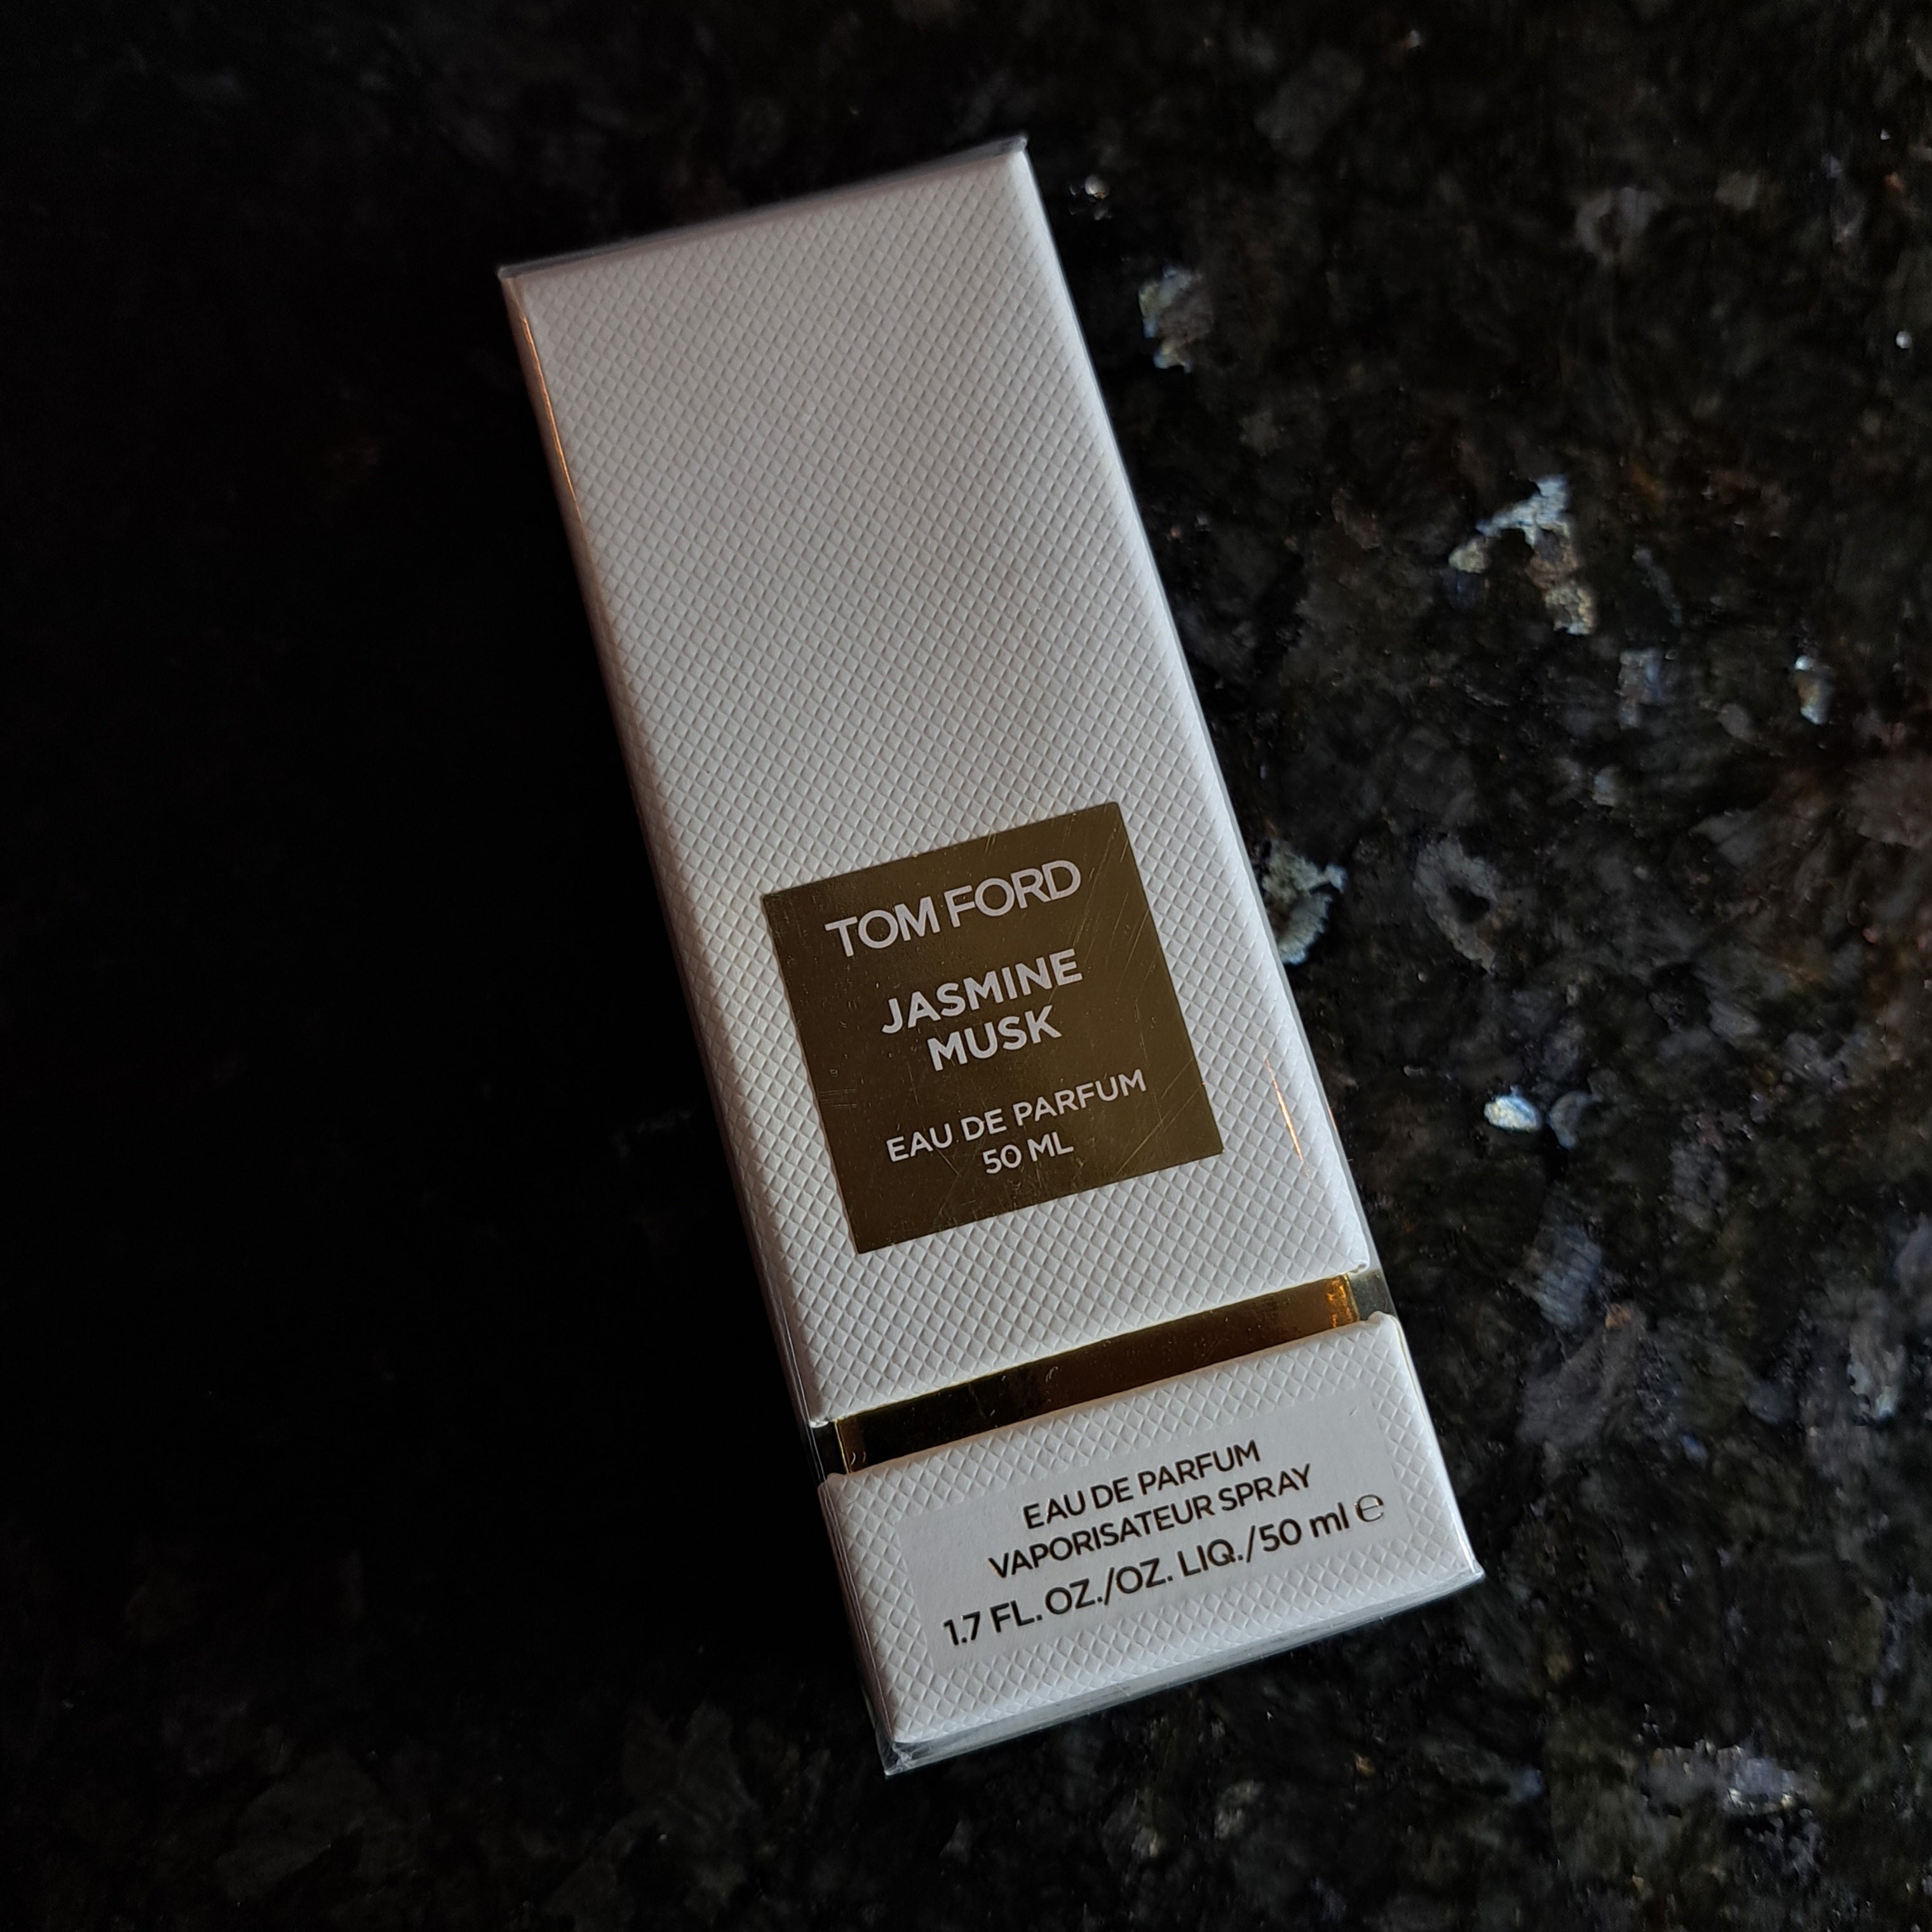 TOM FORD
JASMINE
MUSK
EAU DE PARFUM
50 ML
EAU DE PARFUM
VAPORISATEUR SPRAY
1.7 FL. OZ./OZ. LIQ./50 ml ℮